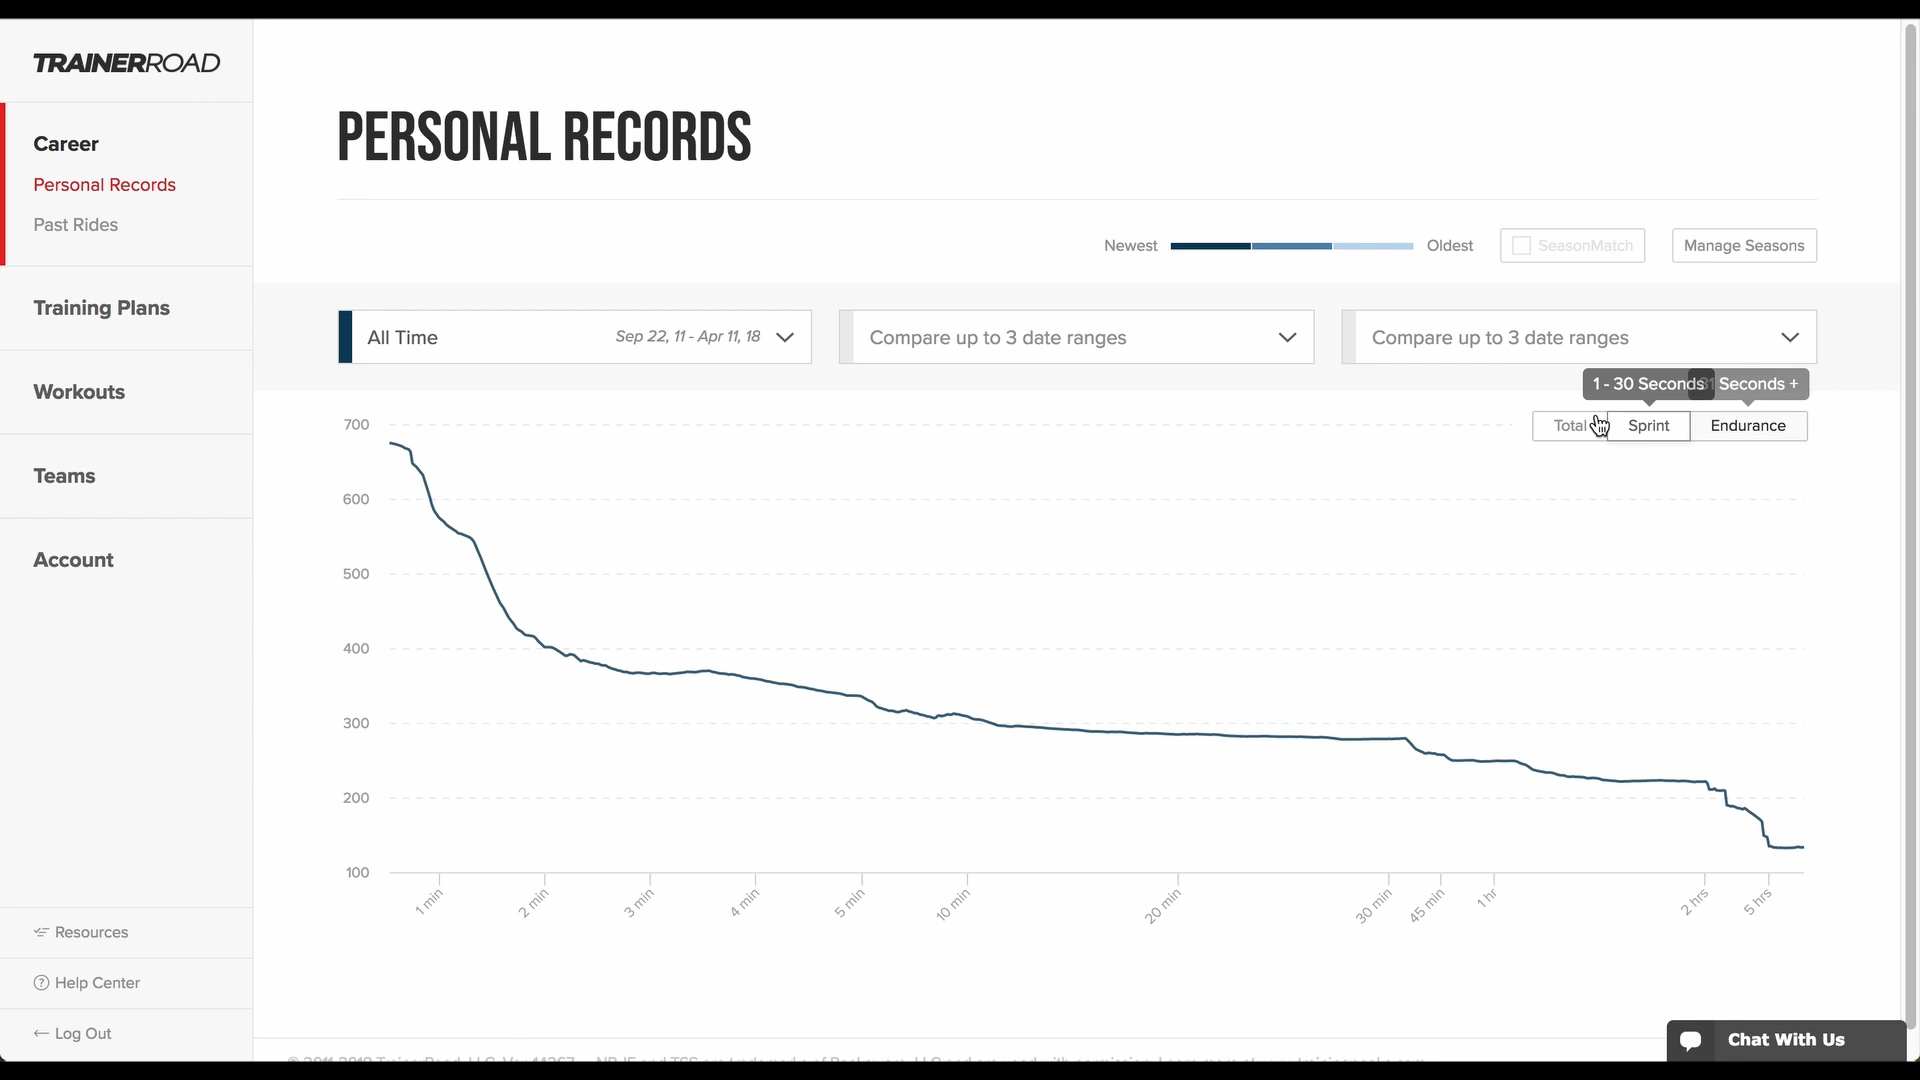 TRAINERROAD
Career
Personal Records
Past Rides
Training Plans
Workouts
Teams
Account
Resources
Help Center
Log Out
PERSONAL RECORDS
Newest
Oldest
SeasonMatch
Manage Seasons
All Time
Sep 22, 11 - Apr 11, 18
Compare up to 3 date ranges
Compare up to 3 date ranges
1 - 30 Seconds
Seconds +
Total
Sprint
Endurance
700
600
500
400
300
200
100
1 min
2 min
3 min
4 min
5 min
10 min
20 min
30 min
45 min
1 hr
2 hrs
5 hrs
Chat With Us